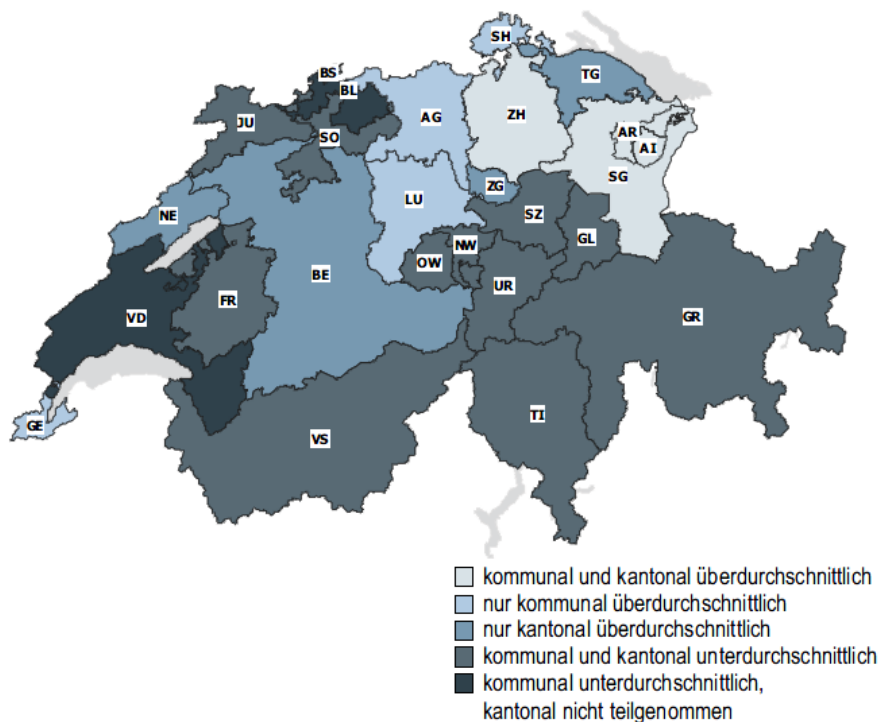 SH
BS
TG
BL
AG
ZH
JU
SO
AR
AI
SG
ZG
LU
NE
SZ
NW
GL
OW
BE
UR
FR
VD
GR
TI
GE
VS
kommunal und kantonal überdurchschnittlich
nur kommunal überdurchschnittlich
nur kantonal überdurchschnittlich
kommunal und kantonal unterdurchschnittlich
kommunal unterdurchschnittlich,
kantonal nicht teilgenommen